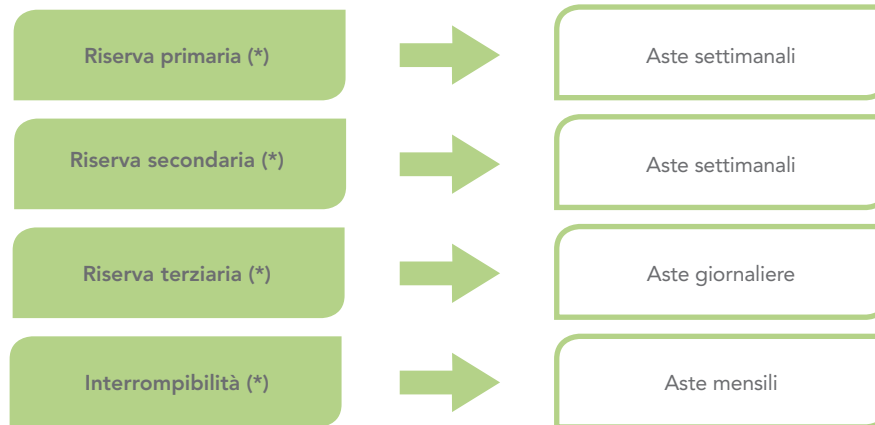 Riserva primaria (*)
Aste settimanali
Riserva secondaria (*)
Aste settimanali
Riserva terziaria (*)
Aste giornaliere
Interrompibilità (*)
Aste mensili